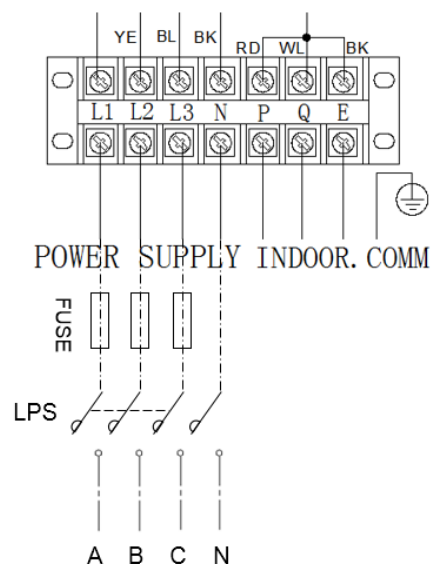 YE BL BK RD WL BK
L1 L2 L3 N P Q E
POWER SUPPLY INDOOR. COMM
FUSE
LPS
A B C N